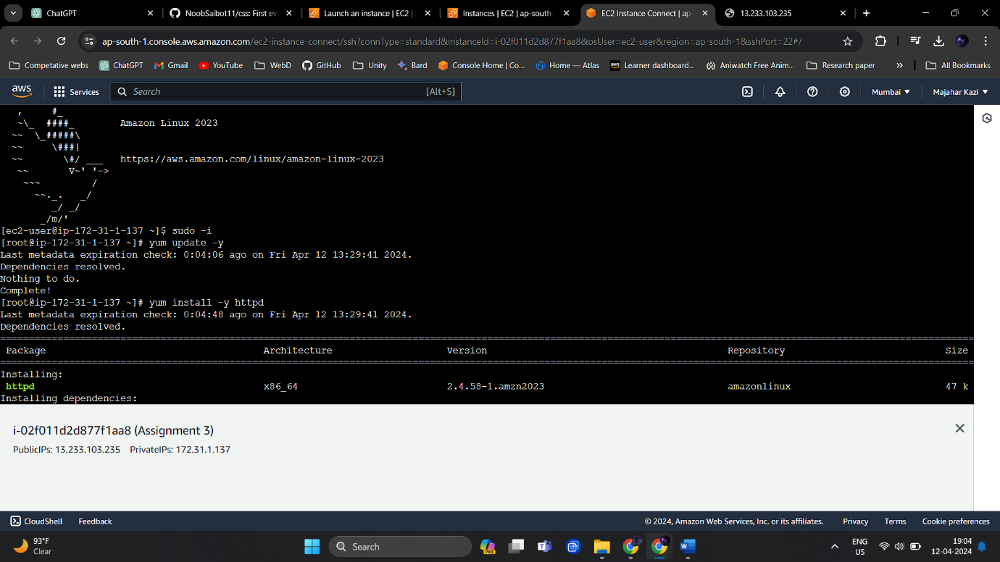 ChatGPT
NoobSaibot11/css: First eve
Launch an instance | EC2 |
Instances | EC2 | ap-south-
EC2 Instance Connect | ap
13.233.103.235
ap-south-1.console.aws.amazon.com/ec2-instance-connect/ssh?connType=standard&instanceId=i-02f011d2d877f1aa8&osUser=ec2-user&region=ap-south-1&sshPort=22#/
Competative webs ChatGPT Gmail YouTube WebD GitHub Unity Bard Console Home | Co... Home — Atlas Learner dashboard... Aniwatch Free Anim... Research paper » All Bookmarks
aws Services Search [Alt+S] Mumbai ▼ Majahar Kazi ▼
   ,     #_
   ~\_  ####_        Amazon Linux 2023
  ~~  \_#####\
  ~~     \###|
  ~~       \#/ ___   https://aws.amazon.com/linux/amazon-linux-2023
   ~~       V~' '->
    ~~~         /
      ~~._.   _/
         _/ _/
       _/m/'
[ec2-user@ip-172-31-1-137 ~]$ sudo -i
[root@ip-172-31-1-137 ~]# yum update -y
Last metadata expiration check: 0:04:06 ago on Fri Apr 12 13:29:41 2024.
Dependencies resolved.
Nothing to do.
Complete!
[root@ip-172-31-1-137 ~]# yum install -y httpd
Last metadata expiration check: 0:04:48 ago on Fri Apr 12 13:29:41 2024.
Dependencies resolved.
Package Architecture Version Repository Size
Installing:
httpd x86_64 2.4.58-1.amzn2023 amazonlinux 47 k
Installing dependencies:
i-02f011d2d877f1aa8 (Assignment 3)
PublicIPs: 13.233.103.235 PrivateIPs: 172.31.1.137
CloudShell Feedback © 2024, Amazon Web Services, Inc. or its affiliates. Privacy Terms Cookie preferences
93°F
Clear
Search
PRE
ENG
US
19:04
12-04-2024